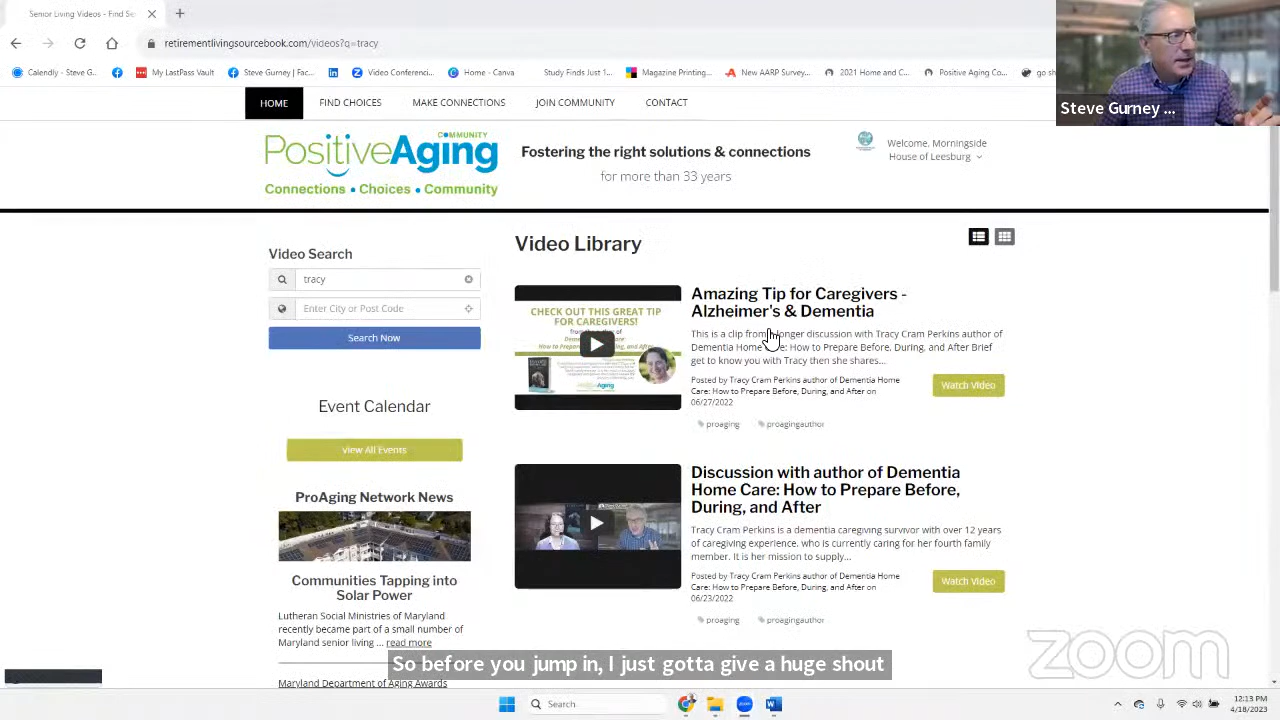 Senior Living Videos - Find Se
retirementlivingsourcebook.com/videos?q=tracy
Calendly - Steve G...
My LastPass Vault
Steve Gurney | Fac...
Video Conferenci...
Home - Canva
Study Finds Just 1...
Magazine Printing,...
New AARP Survey...
2021 Home and C...
Positive Aging Co...
go sh
Steve Gurney ...
HOME
FIND CHOICES
MAKE CONNECTIONS
JOIN COMMUNITY
CONTACT
COMMUNITY
PositiveAging
Connections • Choices • Community
Fostering the right solutions & connections
for more than 33 years
Welcome. Morningside
House of Leesburg
Video Search
tracy
Enter City or Post Code
Search Now
Event Calendar
View All Events
ProAging Network News
Communities Tapping into
Solar Power
Lutheran Social Ministries of Maryland
recently became part of a small number of
Maryland senior living ... read more
Maryland Department of Aging Awards
Video Library
CHECK OUT THIS GREAT TIP
FOR CAREGIVERS!
Amazing Tip for Caregivers -
Alzheimer's & Dementia
This is a clip from longer discussion with Tracy Cram Perkins author of
Dementia Home : How to Prepare Before, During, and After Brief
get to know you with Tracy then she shares...
Posted by Tracy Cram Perkins author of Dementia Home
Care: How to Prepare Before, During, and After on
06/27/2022
Watch Video
proaging
proagingauthor
Discussion with author of Dementia
Home Care: How to Prepare Before,
During, and After
Tracy Cram Perkins is a dementia caregiving survivor with over 12 years
of caregiving experience, who is currently caring for her fourth family
member. It is her mission to supply...
Posted by Tracy Cram Perkins author of Dementia Home
Care: How to Prepare Before, During, and After on
06/23/2022
Watch Video
proaging
proagingauthor
So before you jump in, I just gotta give a huge shout
zoom
Search.
12:13 PM
4/18/2023